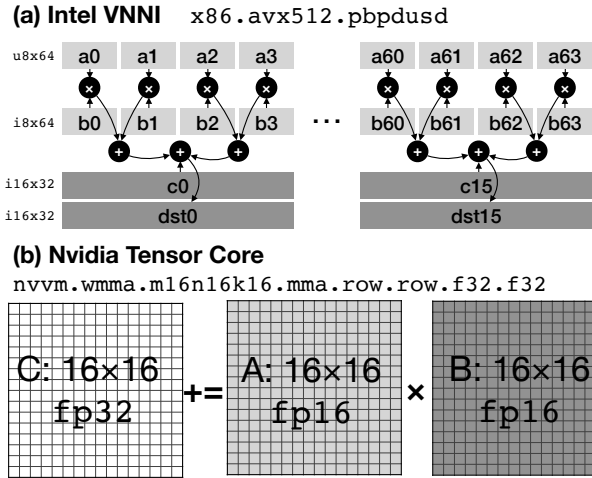 (a) Intel VNNI x86.avx512.pbpdusd
u8x64 a0 a1 a2 a3 a60 a61 a62 a63
× × × × × × × ×
i8x64 b0 b1 b2 b3 ... b60 b61 b62 b63
+ + + + + +
i16x32 c0 c15
i16x32 dst0 dst15
(b) Nvidia Tensor Core
nvvm.wmma.m16n16k16.mma.row.row.f32.f32
C: 16×16 A: 16×16 B: 16×16
fp32 += fp16 × fp16